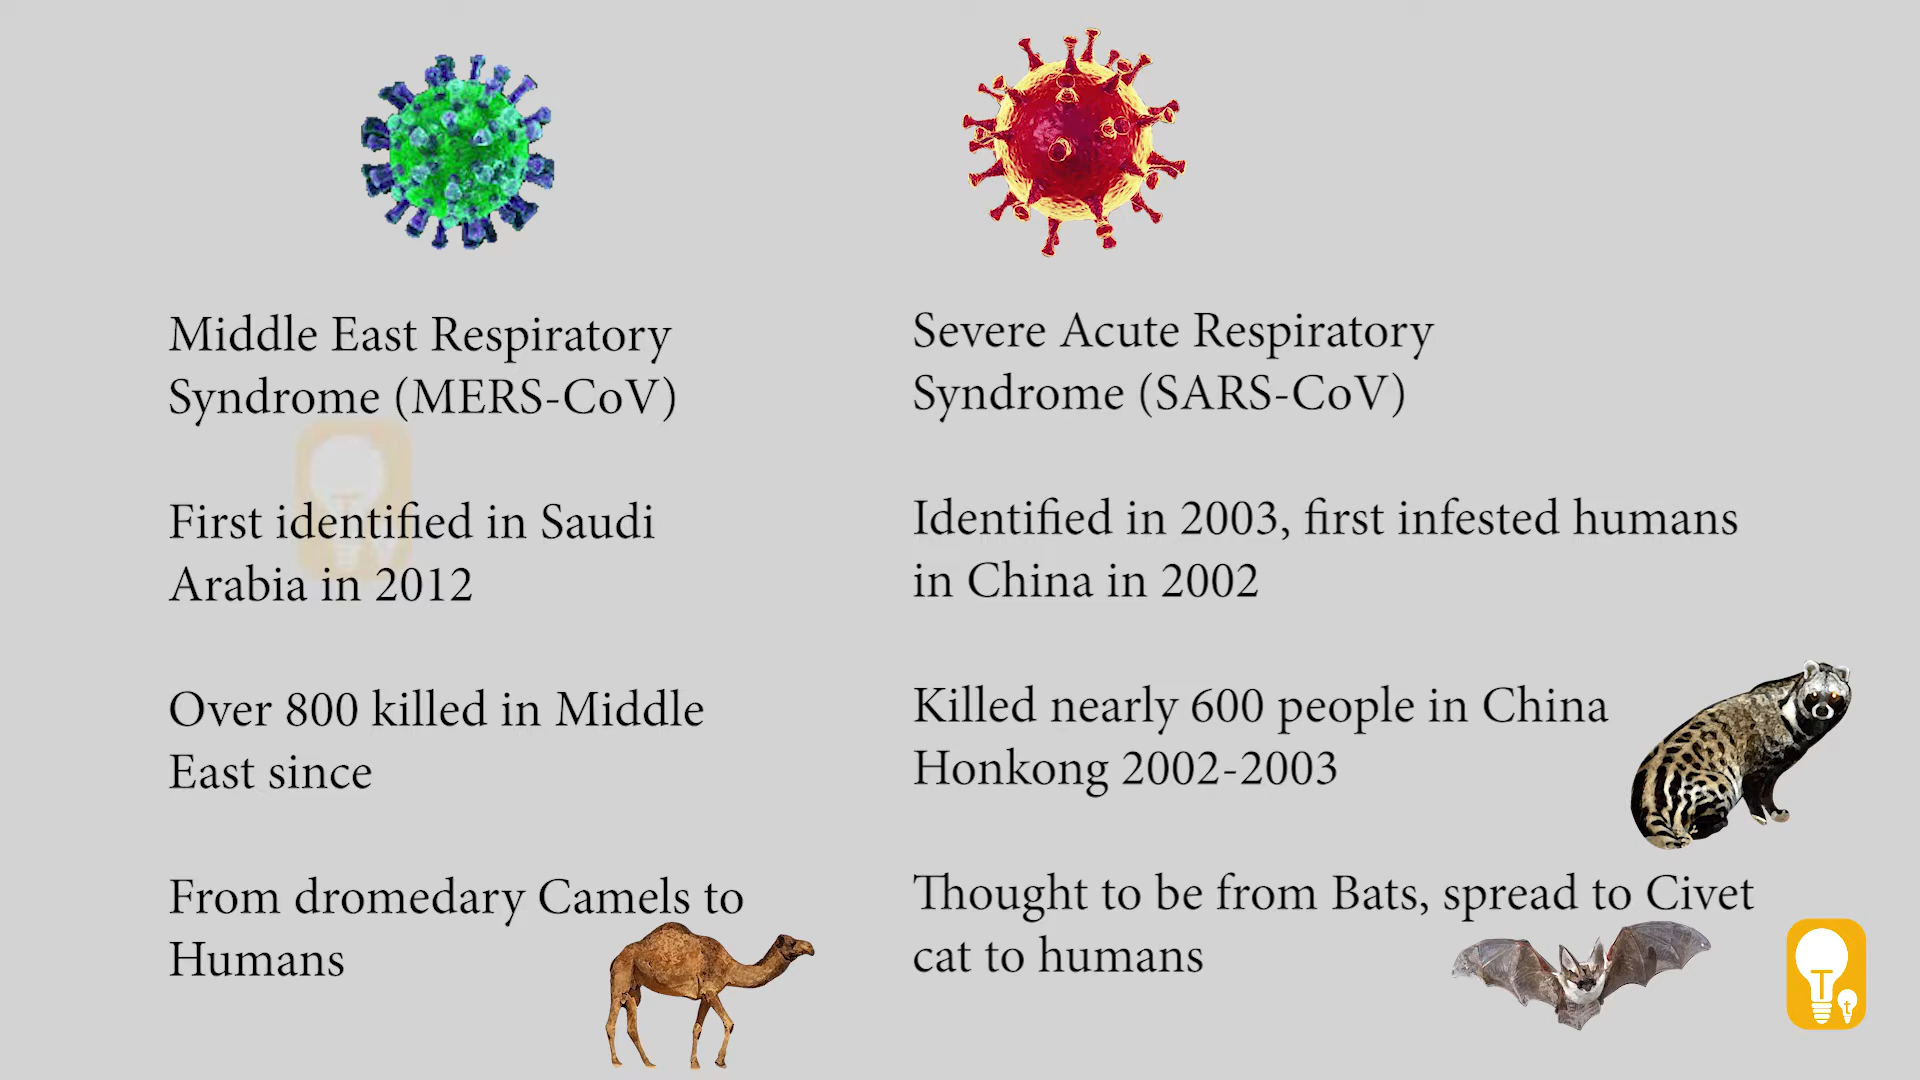 Middle East Respiratory
Syndrome (MERS-CoV)
First identified in Saudi
Arabia in 2012
Over 800 killed in Middle
East since
From dromedary Camels to
Humans
Severe Acute Respiratory
Syndrome (SARS-CoV)
Identified in 2003, first infested humans
in China in 2002
Killed nearly 600 people in China
Honkong 2002-2003
Thought to be from Bats, spread to Civet
cat to humans